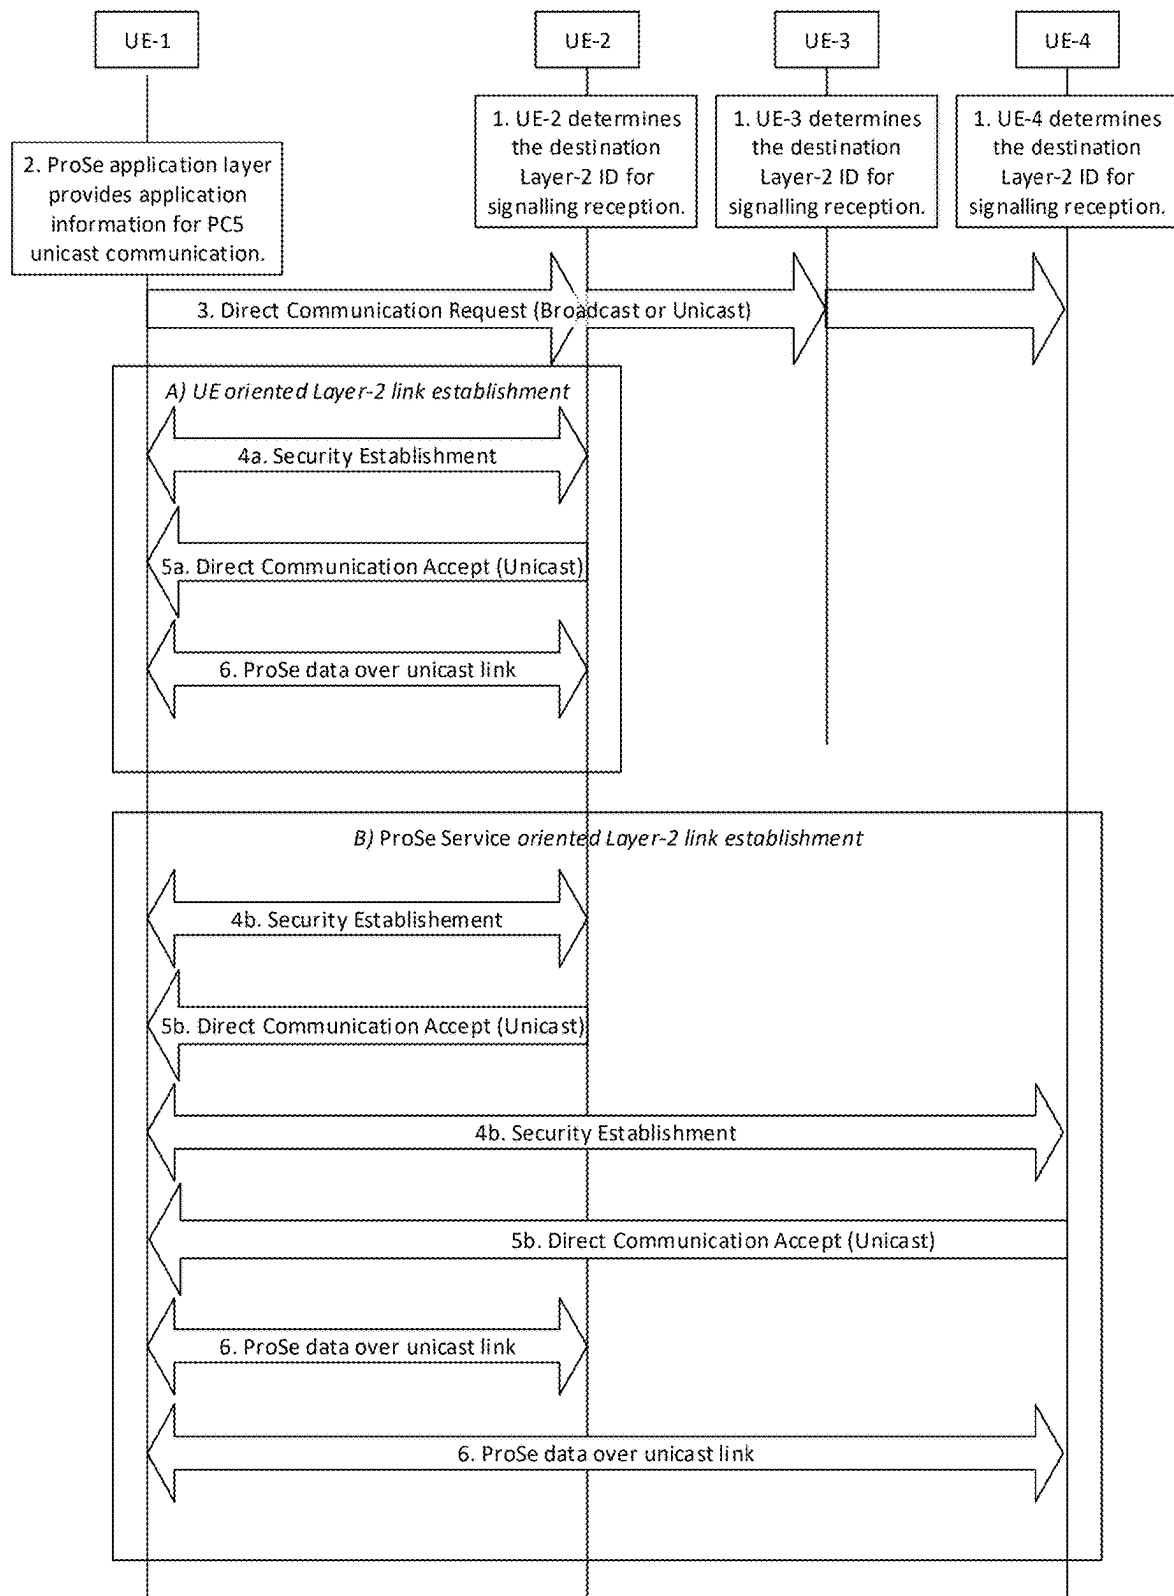 UE-1
UE-2
UE-3
UE-4
1. UE-2 determines
the destination
Layer-2 ID for
signalling reception.
1. UE-3 determines
the destination
Layer-2 ID for
signalling reception.
1. UE-4 determines
the destination
Layer-2 ID for
signalling reception.
2. ProSe application layer
provides application
information for PC5
unicast communication.
3. Direct Communication Request (Broadcast or Unicast)
A) UE oriented Layer-2 link establishment
4a. Security Establishment
5a. Direct Communication Accept (Unicast)
6. ProSe data over unicast link
B) ProSe Service oriented Layer-2 link establishment
4b. Security Establishement
5b. Direct Communication Accept (Unicast)
4b. Security Establishment
5b. Direct Communication Accept (Unicast)
6. ProSe data over unicast link
6. ProSe data over unicast link